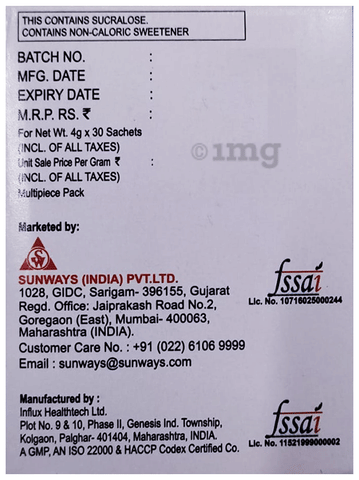 THIS CONTAINS SUCRALOSE.
CONTAINS NON-CALORIC SWEETENER
BATCH NO. :
MFG. DATE :
EXPIRY DATE :
M.R.P. RS. ₹ :
For Net Wt. 4g x 30 Sachets
(INCL. OF ALL TAXES)
Unit Sale Price Per Gram ₹ :
(INCL. OF ALL TAXES)
Multipiece Pack
1mg
Marketed by:
SW
SUNWAYS (INDIA) PVT.LTD.
1028, GIDC, Sarigam- 396155, Gujarat
Regd. Office: Jaiprakash Road No.2,
Goregaon (East), Mumbai- 400063,
Maharashtra (INDIA).
Customer Care No. : +91 (022) 6106 9999
Email : sunways@sunways.com
fssai
Lic. No. 10716025000244
Manufactured by :
Influx Healthtech Ltd.
Plot No. 9 & 10, Phase II, Genesis Ind. Township,
Kolgaon, Palghar- 401404, Maharashtra, INDIA.
A GMP, AN ISO 22000 & HACCP Codex Certified Co.
fssai
Lic. No. 11521999000002